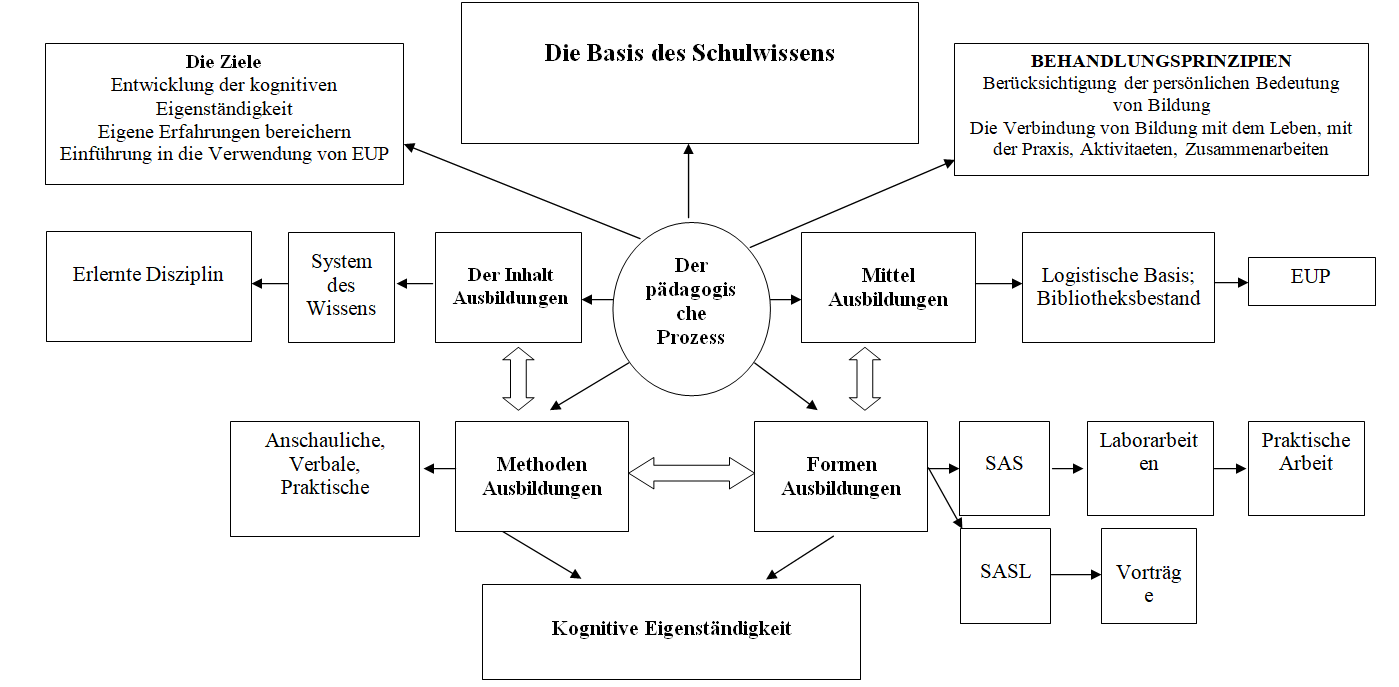 Die Basis des Schulwissens
Die Ziele
Entwicklung der kognitiven
Eigenständigkeit
Eigene Erfahrungen bereichern
Einführung in die Verwendung von EUP
BEHANDLUNGSPRINZIPIEN
Berücksichtigung der persönlichen Bedeutung
von Bildung
Die Verbindung von Bildung mit dem Leben, mit
der Praxis, Aktivitaeten, Zusammenarbeiten
Erlernte Disziplin
System
des
Wissens
Der Inhalt
Ausbildungen
Der
pädagogis
che
Prozess
Mittel
Ausbildungen
Logistische Basis;
Bibliotheksbestand
EUP
Anschauliche,
Verbale,
Praktische
Methoden
Ausbildungen
Formen
Ausbildungen
SAS
Laborarbeit
en
Praktische
Arbeit
SASL
Vorträg
e
Kognitive Eigenständigkeit